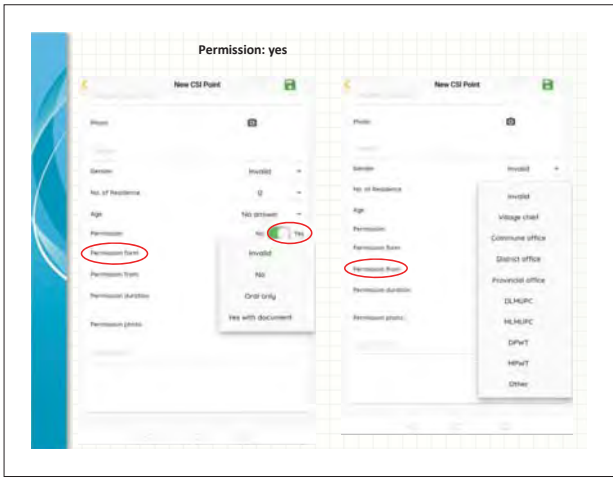 Permission: yes
New CSI Point
Photo
Gender Invalid
No. of Residence 0
Age No answer
Permission No Yes
Permission form
Invalid
Permission from
No
Permission duration
Oral only
Yes with document
Permission photo
New CSI Point
Photo
Gender Invalid
No. of Residence
Invalid
Age
Village chief
Permission
Commune office
Permission form
District office
Permission from
Provincial office
Permission duration
DLMUPC
Permission photo
MLMUPC
DPWT
MPWT
Other